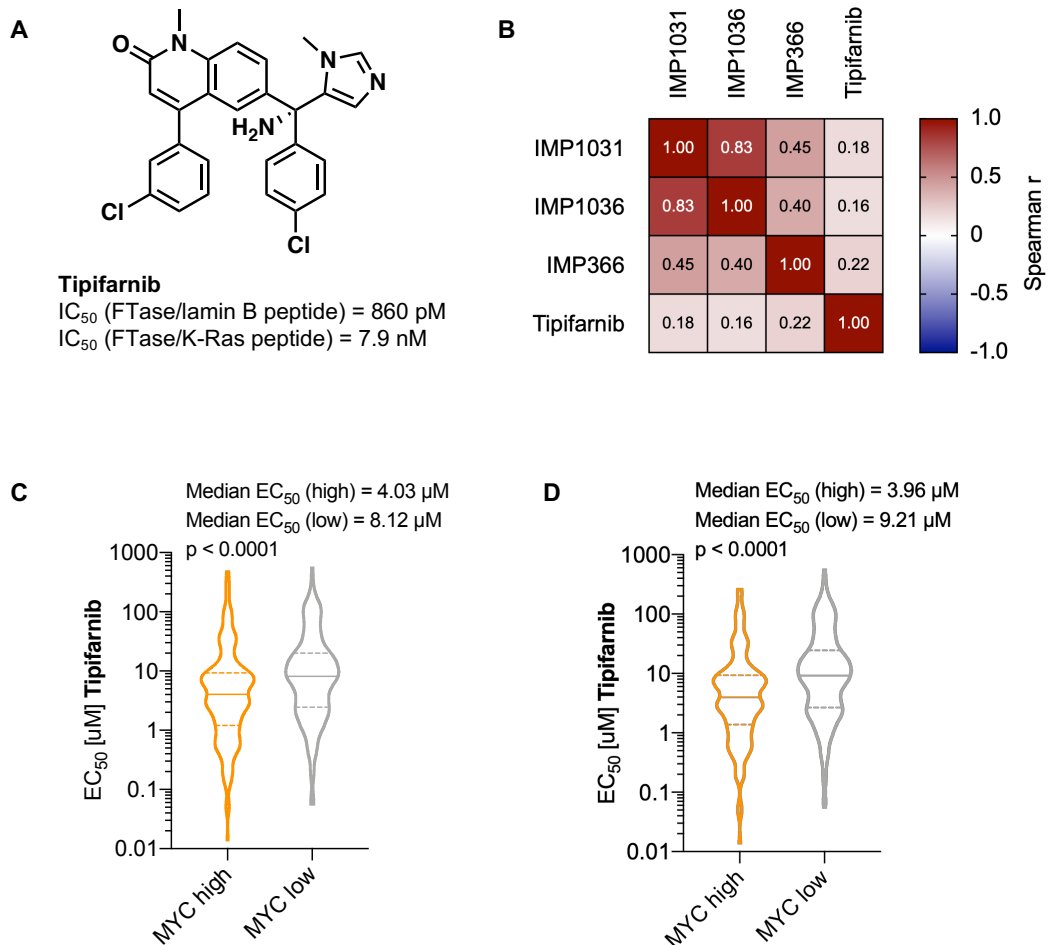 A
O
N
N
N
H₂N
Cl
Cl
Tipifarnib
IC₅₀ (FTase/lamin B peptide) = 860 pM
IC₅₀ (FTase/K-Ras peptide) = 7.9 nM
B
IMP1031
IMP1036
IMP366
Tipifarnib
IMP1031
1.00
0.83
0.45
0.18
IMP1036
0.83
1.00
0.40
0.16
IMP366
0.45
0.40
1.00
0.22
Tipifarnib
0.18
0.16
0.22
1.00
1.0
0.5
0
-0.5
-1.0
Spearman r
C
Median EC₅₀ (high) = 4.03 µM
Median EC₅₀ (low) = 8.12 µM
p < 0.0001
EC₅₀ [uM] Tipifarnib
1000
100
10
1
0.1
0.01
MYC high
MYC low
D
Median EC₅₀ (high) = 3.96 µM
Median EC₅₀ (low) = 9.21 µM
p < 0.0001
EC₅₀ [uM] Tipifarnib
1000
100
10
1
0.1
0.01
MYC high
MYC low